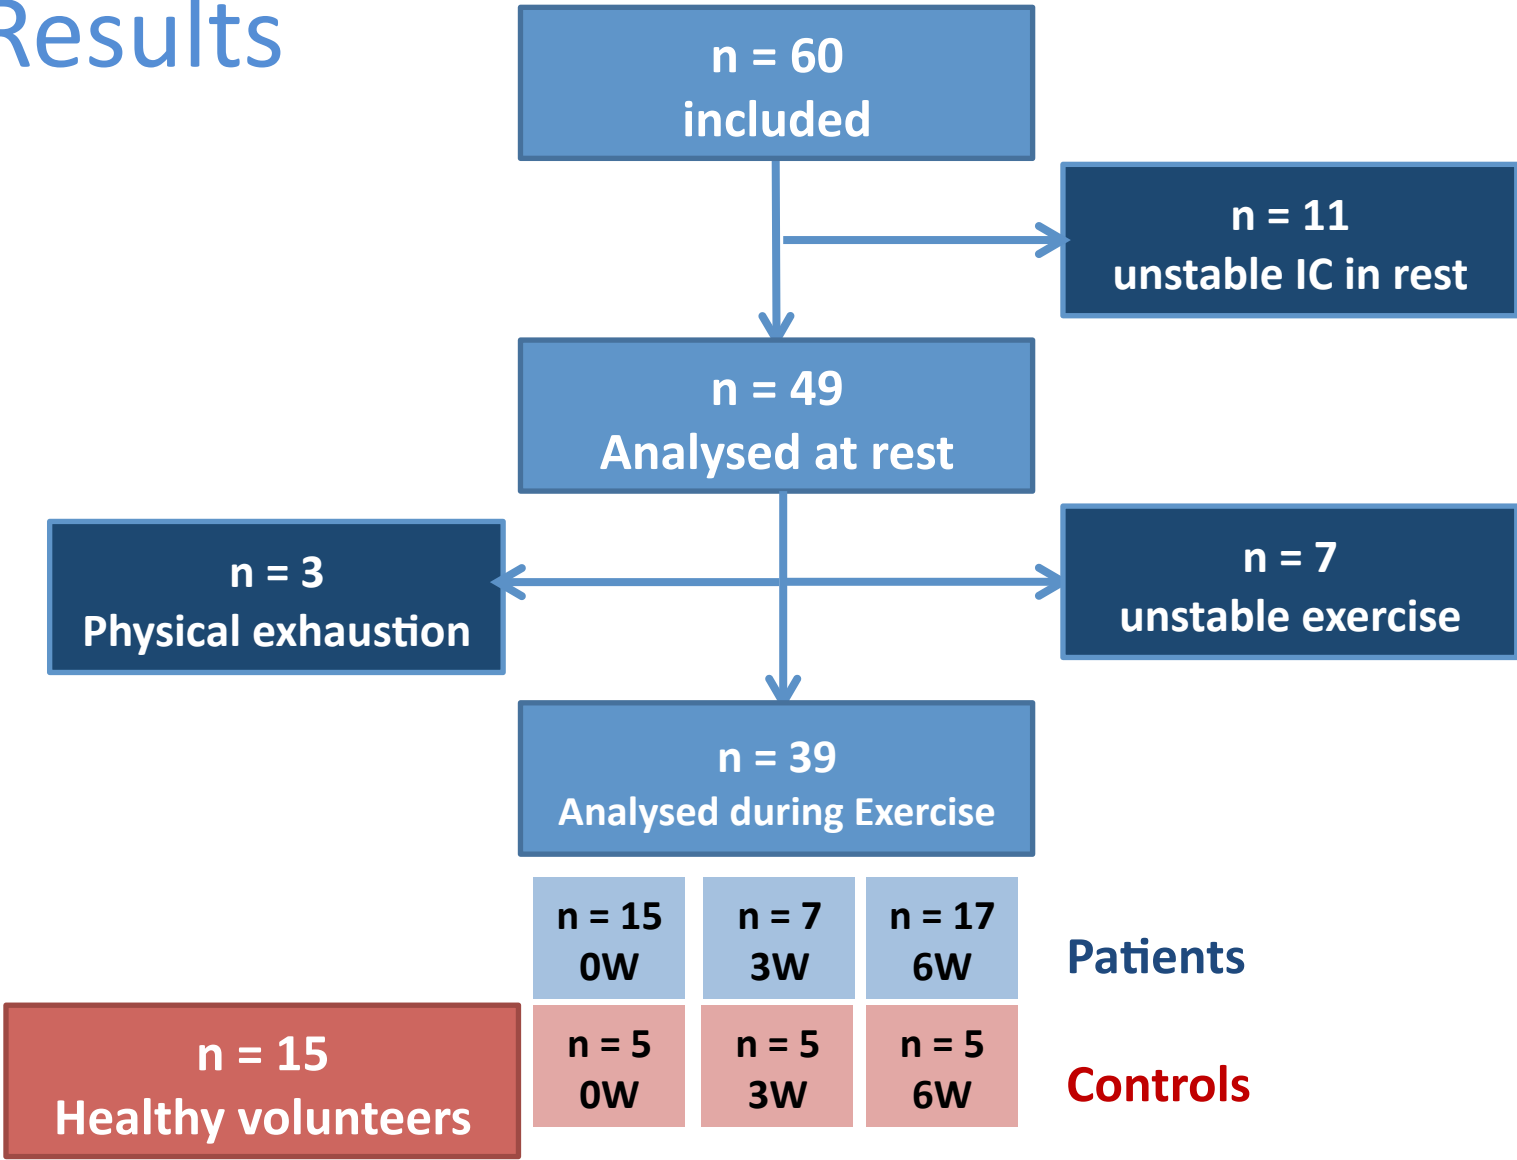 Results
n = 60
included
n = 11
unstable IC in rest
n = 49
Analysed at rest
n = 3
Physical exhaustion
n = 7
unstable exercise
n = 39
Analysed during Exercise
n = 15
0W
n = 7
3W
n = 17
6W
Patients
n = 15
Healthy volunteers
n = 5
0W
n = 5
3W
n = 5
6W
Controls